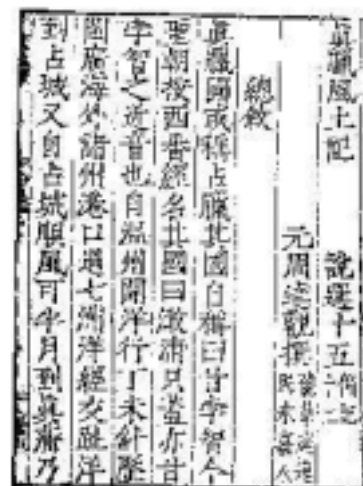 真臘風土記 說選十五
元周達觀撰
總敘
真臘國或稱占臘其國自稱曰甘孛智今
聖朝按西番經名其國曰澉浦只蓋亦甘
孛智之近音也自溫州開洋行丁未針歷
閩廣海外諸州港口過七洲洋經交趾洋
到占城又自占城順風可半月到真蒲乃